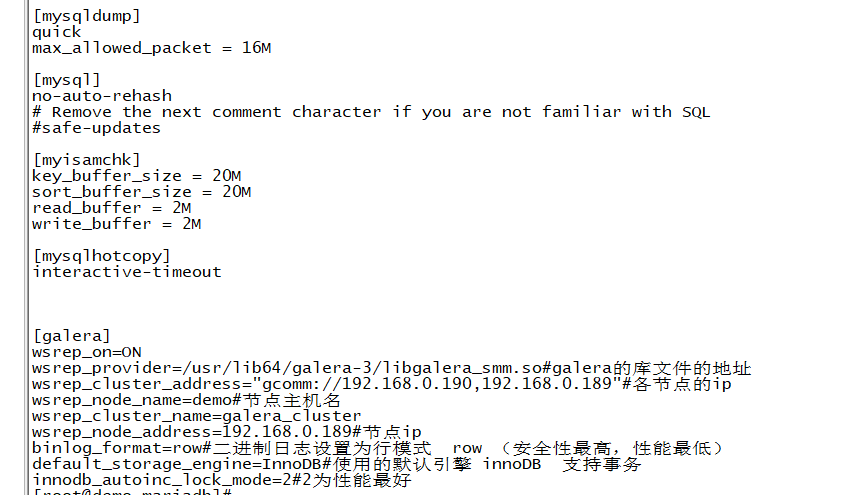 [mysqldump]
quick
max_allowed_packet = 16M
[mysql]
no-auto-rehash
# Remove the next comment character if you are not familiar with SQL
#safe-updates
[myisamchk]
key_buffer_size = 20M
sort_buffer_size = 20M
read_buffer = 2M
write_buffer = 2M
[mysqlhotcopy]
interactive-timeout
[galera]
wsrep_on=ON
wsrep_provider=/usr/lib64/galera-3/libgalera_smm.so#galera的库文件的地址
wsrep_cluster_address="gcomm://192.168.0.190,192.168.0.189"#各节点的ip
wsrep_node_name=demo#节点主机名
wsrep_cluster_name=galera_cluster
wsrep_node_address=192.168.0.189#节点ip
binlog_format=row#二进制日志设置为行模式  row （安全性最高，性能最低）
default_storage_engine=InnoDB#使用的默认引擎 innoDB  支持事务
innodb_autoinc_lock_mode=2#2为性能最好
[root@demo mariadb]#